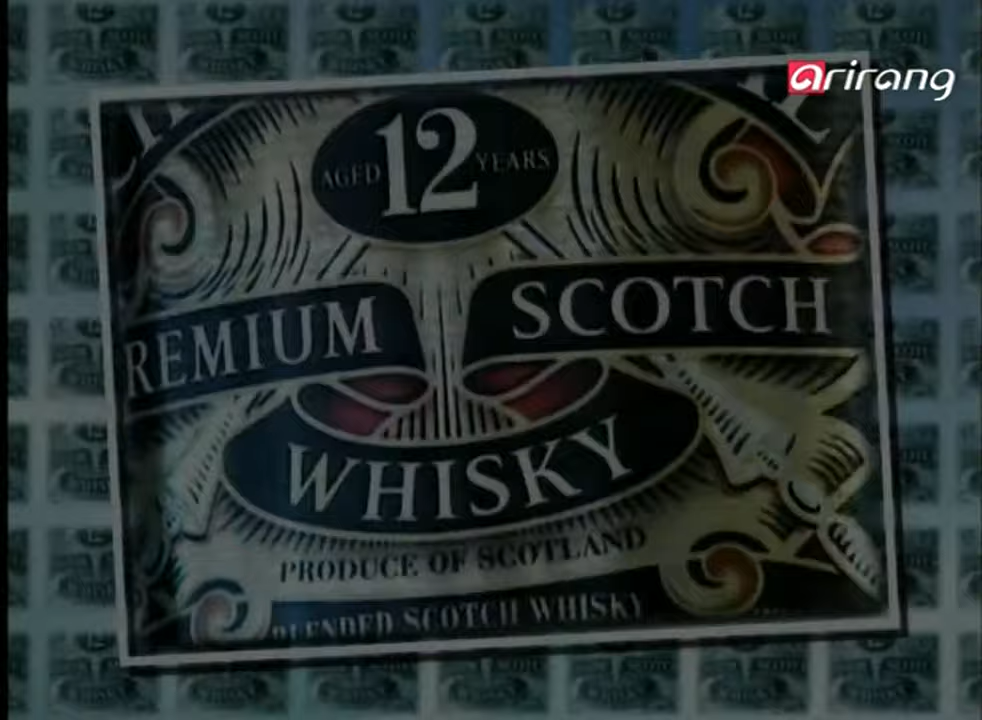 arirang
AGED 12 YEARS
REMIUM SCOTCH
WHISKY
PRODUCE OF SCOTLAND
BLENDED SCOTCH WHISKY